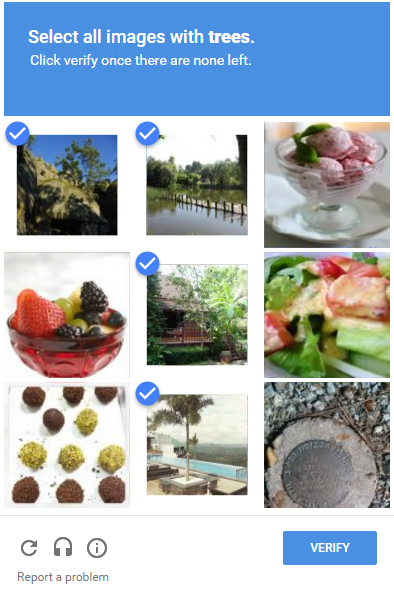 Select all images with trees.
Click verify once there are none left.
VERIFY
Report a problem